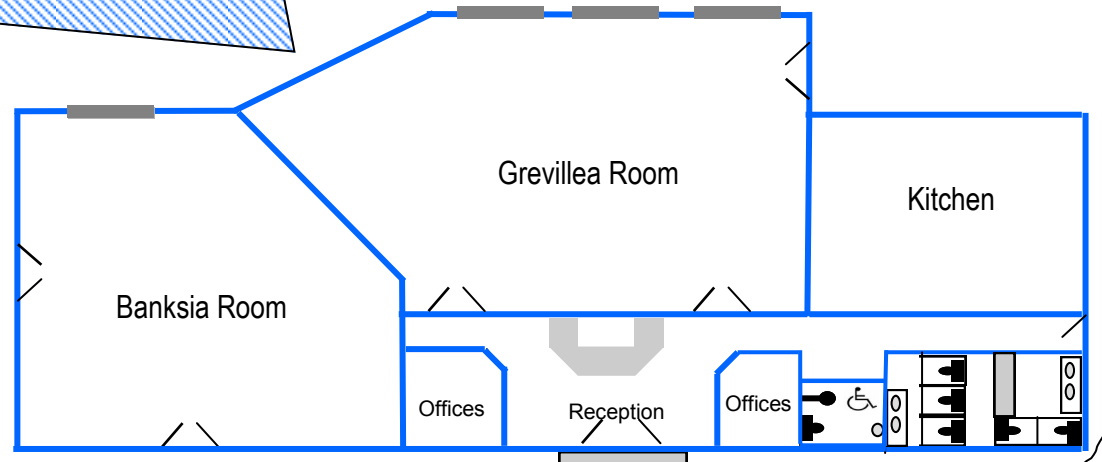 Grevillea Room
Kitchen
Banksia Room
Offices
Reception
Offices